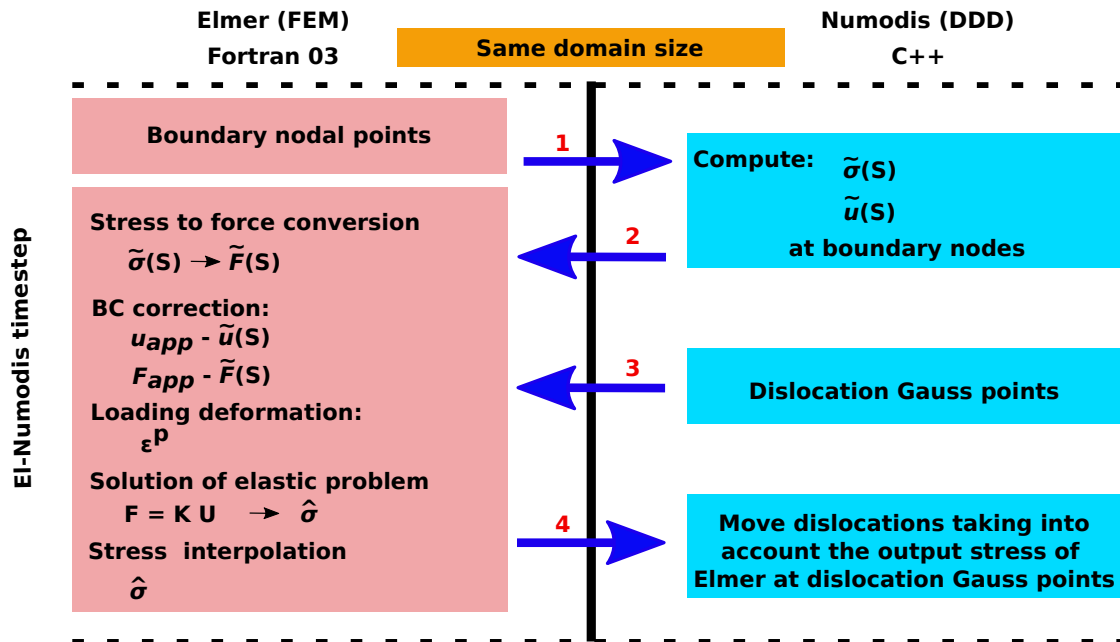 Elmer (FEM)
Fortran 03
Same domain size
Numodis (DDD)
C++
El-Numodis timestep
Boundary nodal points
1
Compute: σ̃(S)
ũ(S)
at boundary nodes
2
Stress to force conversion
σ̃(S) → F̃(S)
BC correction:
u_app - ũ(S)
F_app - F̃(S)
3
Dislocation Gauss points
Loading deformation:
ε^p
Solution of elastic problem
F = K U → σ̂
Stress interpolation
σ̂
4
Move dislocations taking into
account the output stress of
Elmer at dislocation Gauss points